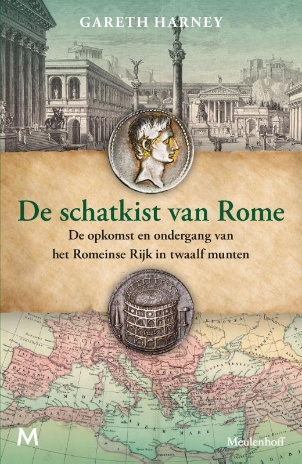 GARETH HARNEY
De schatkist van Rome
De opkomst en ondergang van
het Romeinse Rijk in twaalf munten
M
Meulenhoff